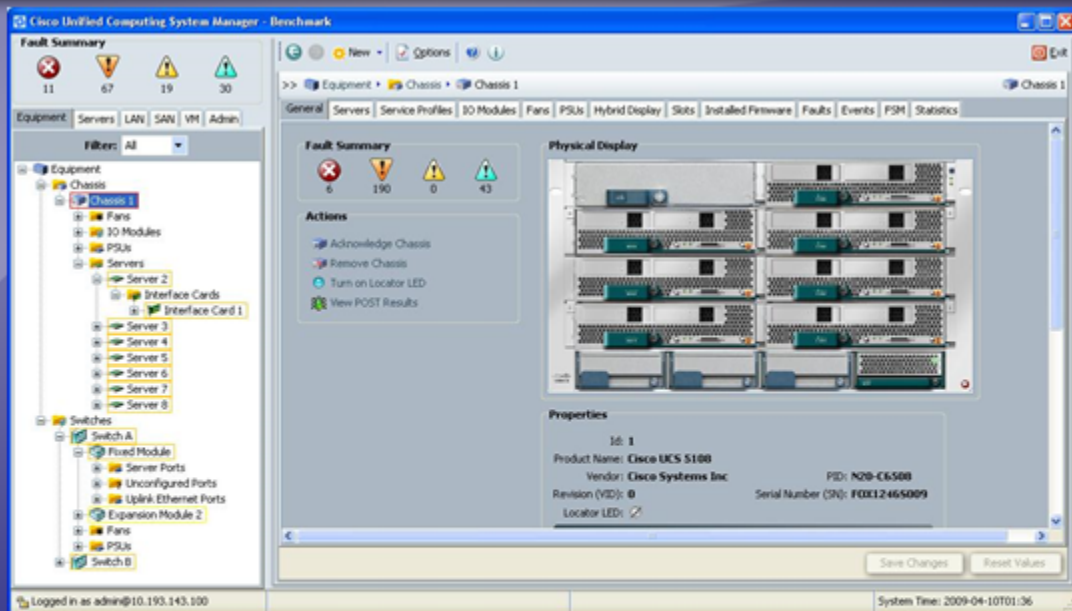 Cisco Unified Computing System Manager - Benchmark
Fault Summary
11 67 19 30
Equipment Servers LAN SAN VM Admin
Filter: All
Equipment
Chassis
Chassis 1
Fans
IO Modules
PSUs
Servers
Server 2
Interface Cards
Interface Card 1
Server 3
Server 4
Server 5
Server 6
Server 7
Server 8
Switches
Switch A
Fixed Module
Server Ports
Unconfigured Ports
Uplink Ethernet Ports
Expansion Module 2
Fans
PSUs
Switch B
New Options Exit
>> Equipment Chassis Chassis 1 Chassis 1
General Servers Service Profiles IO Modules Fans PSUs Hybrid Display Slots Installed Firmware Faults Events FSM Statistics
Fault Summary
6 190 0 43
Actions
Acknowledge Chassis
Remove Chassis
Turn on Locator LED
View POST Results
Physical Display
Properties
Id: 1
Product Name: Cisco UCS 5108
Vendor: Cisco Systems Inc PID: N20-C6508
Revision (VID): 0 Serial Number (SN): FOX1246S009
Locator LED:
Save Changes Reset Values
Logged in as admin@10.193.143.100 System Time: 2009-04-10T01:36